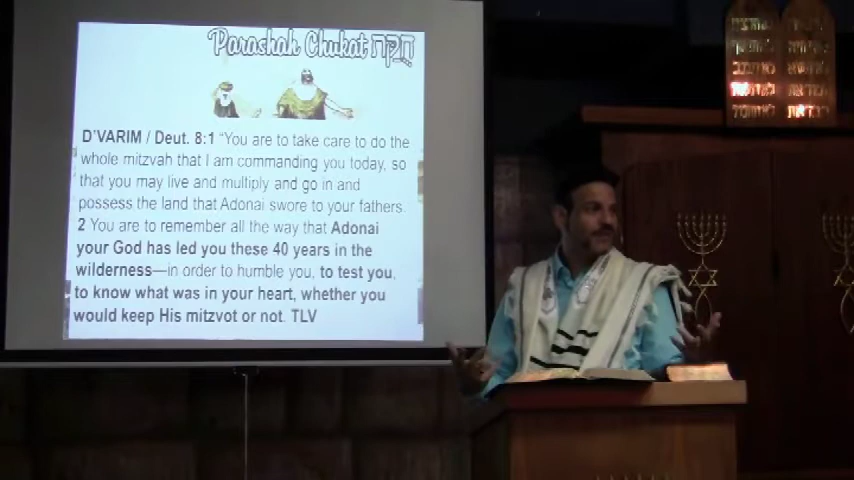 Parashah Chukat חֻקַּת
D'VARIM / Deut. 8:1 "You are to take care to do the
whole mitzvah that I am commanding you today, so
that you may live and multiply and go in and
possess the land that Adonai swore to your fathers.
2 You are to remember all the way that Adonai
your God has led you these 40 years in the
wilderness—in order to humble you, to test you,
to know what was in your heart, whether you
would keep His mitzvot or not. TLV